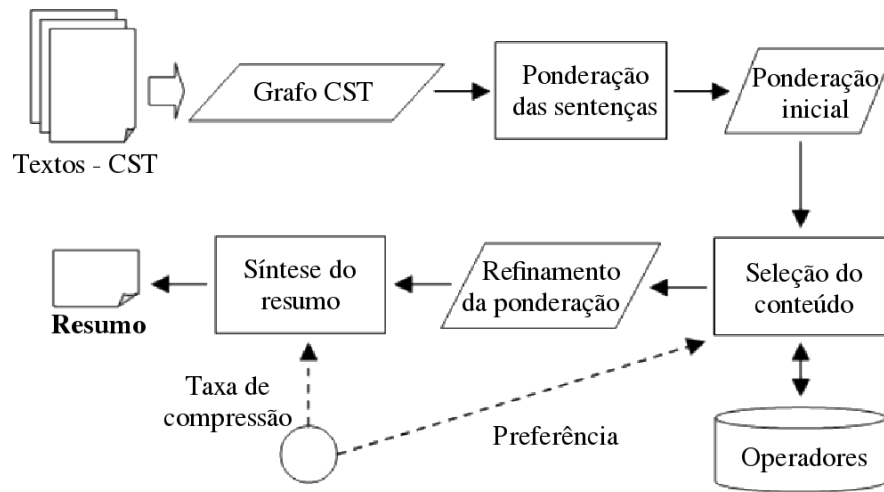 Textos - CST
Grafo CST
Ponderação
das sentenças
Ponderação
inicial
Resumo
Síntese do
resumo
Refinamento
da ponderação
Seleção do
conteúdo
Taxa de
compressão
Preferência
Operadores